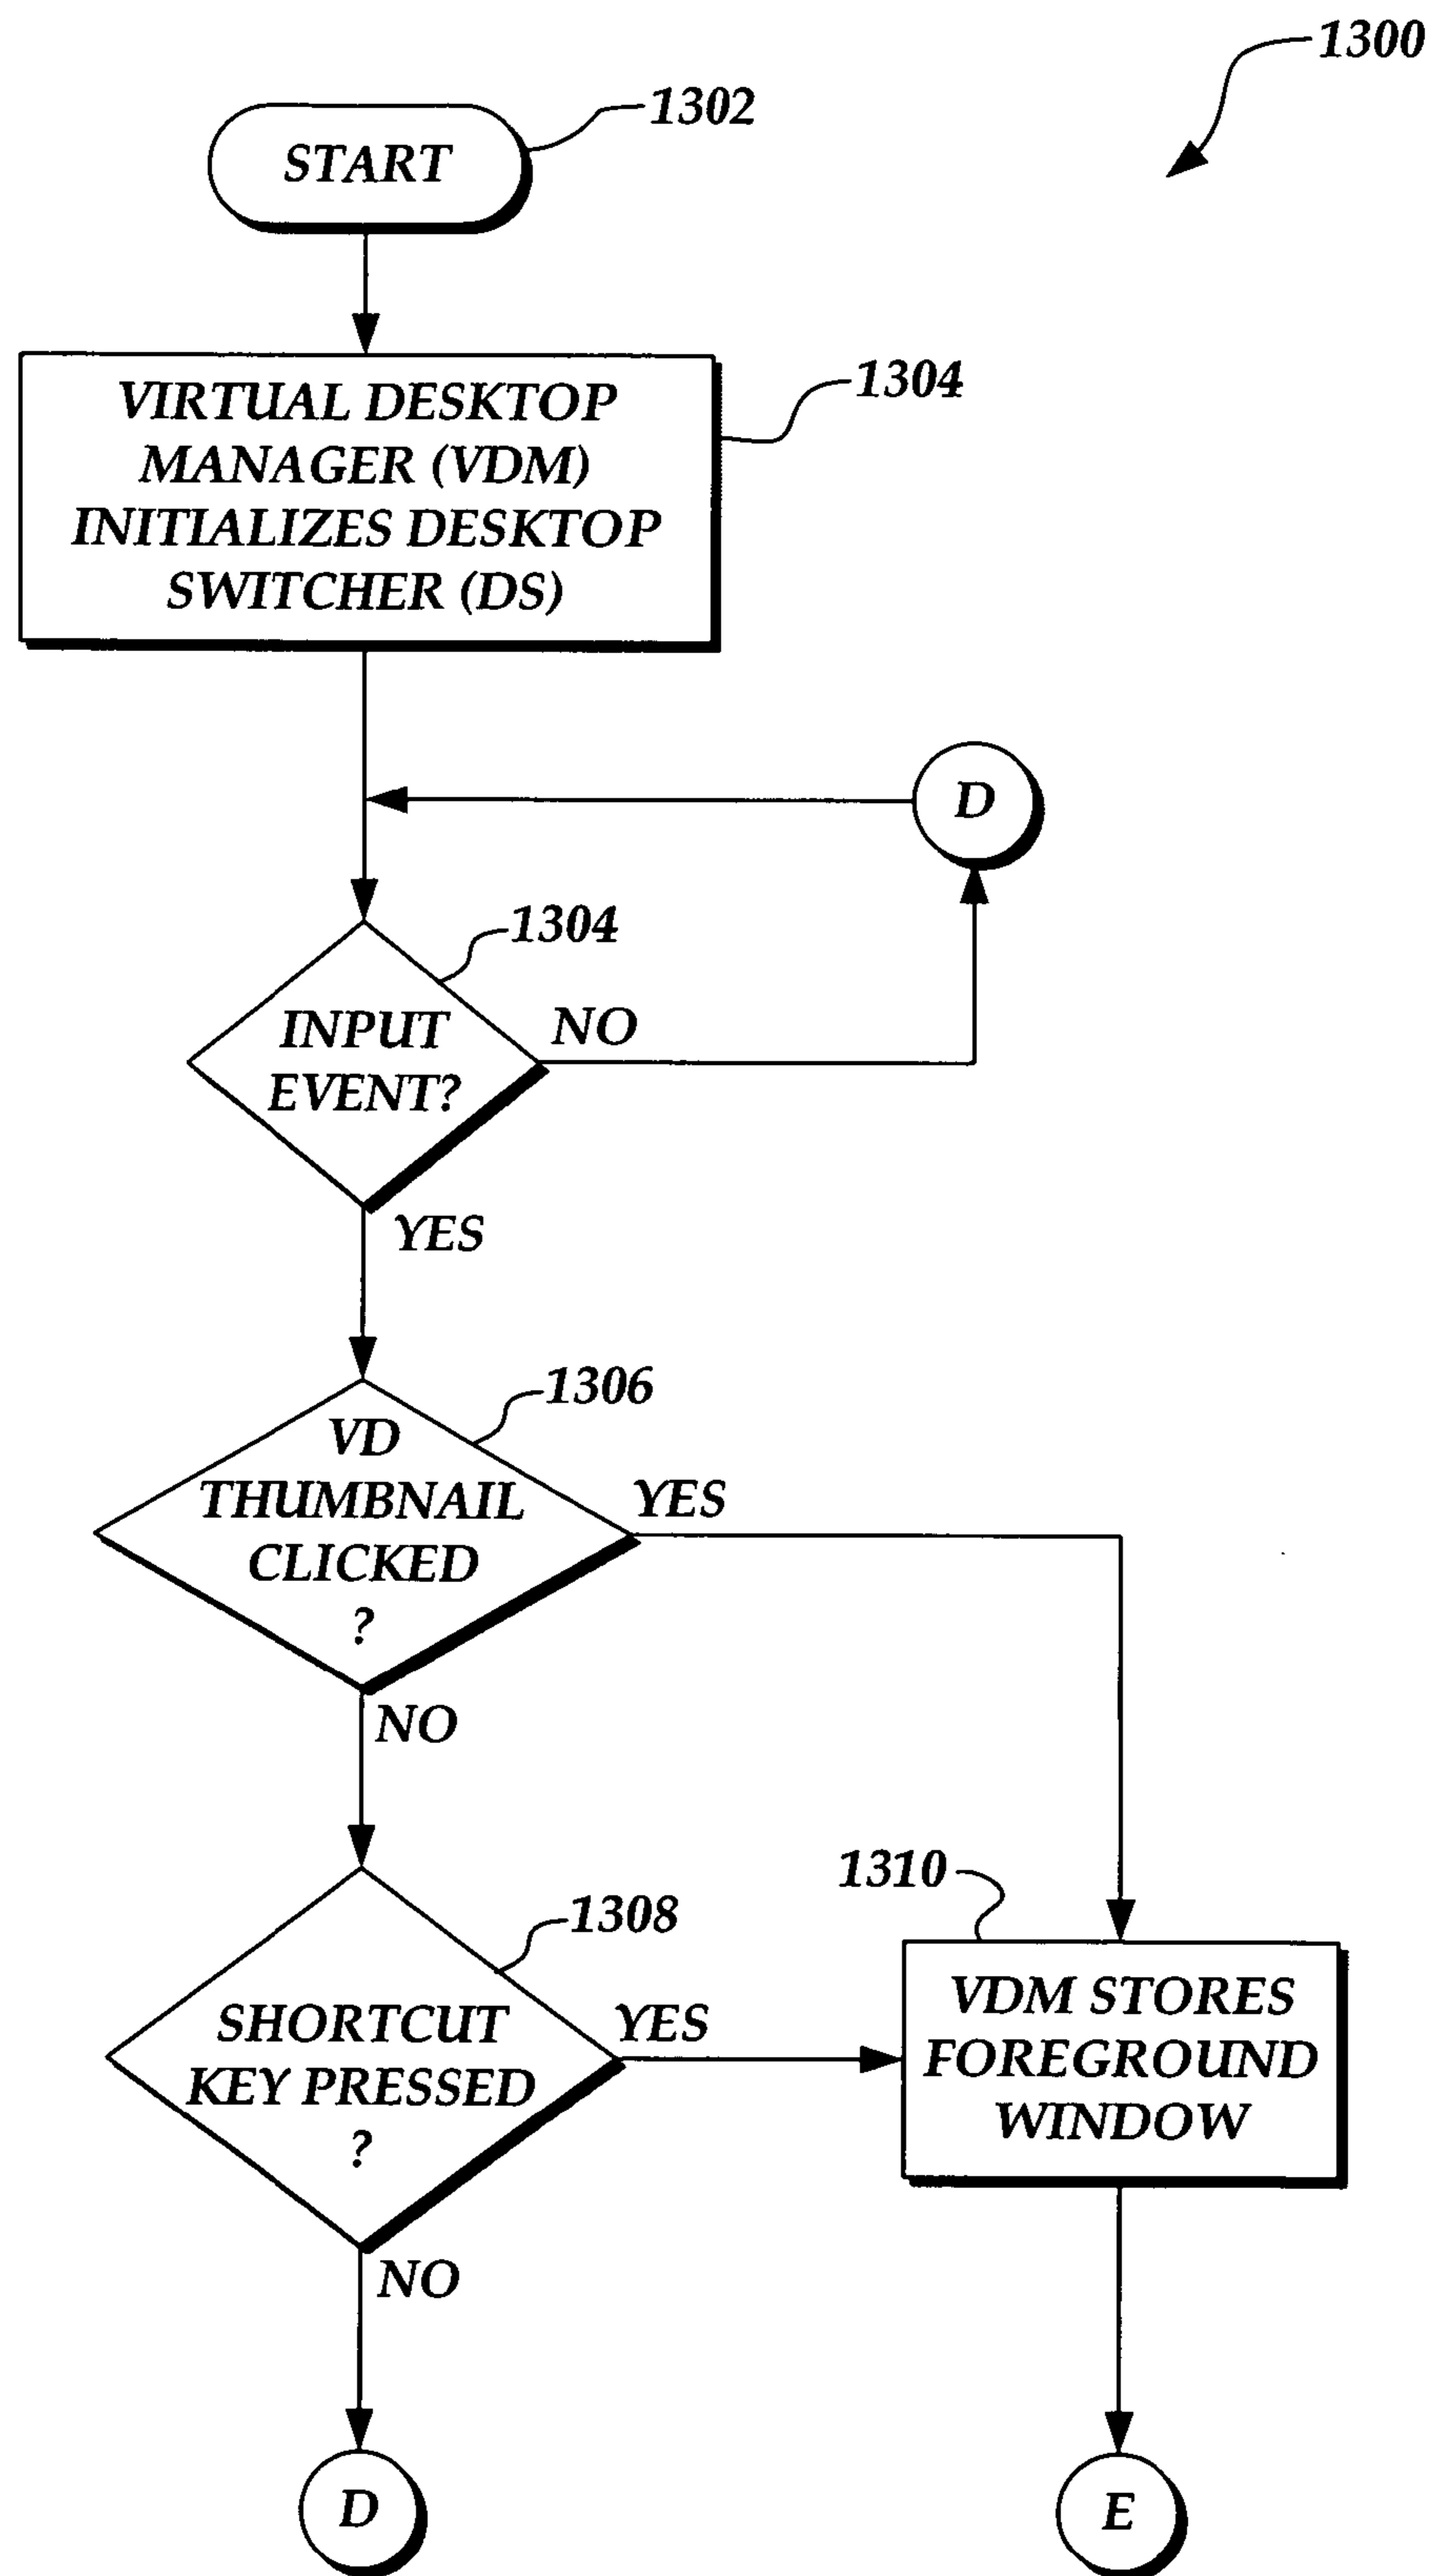 1300
1302
START
1304
VIRTUAL DESKTOP
MANAGER (VDM)
INITIALIZES DESKTOP
SWITCHER (DS)
D
1304
INPUT
EVENT?
NO
YES
1306
VD
THUMBNAIL
CLICKED
?
YES
NO
1308
SHORTCUT
KEY PRESSED
?
YES
NO
1310
VDM STORES
FOREGROUND
WINDOW
D
E